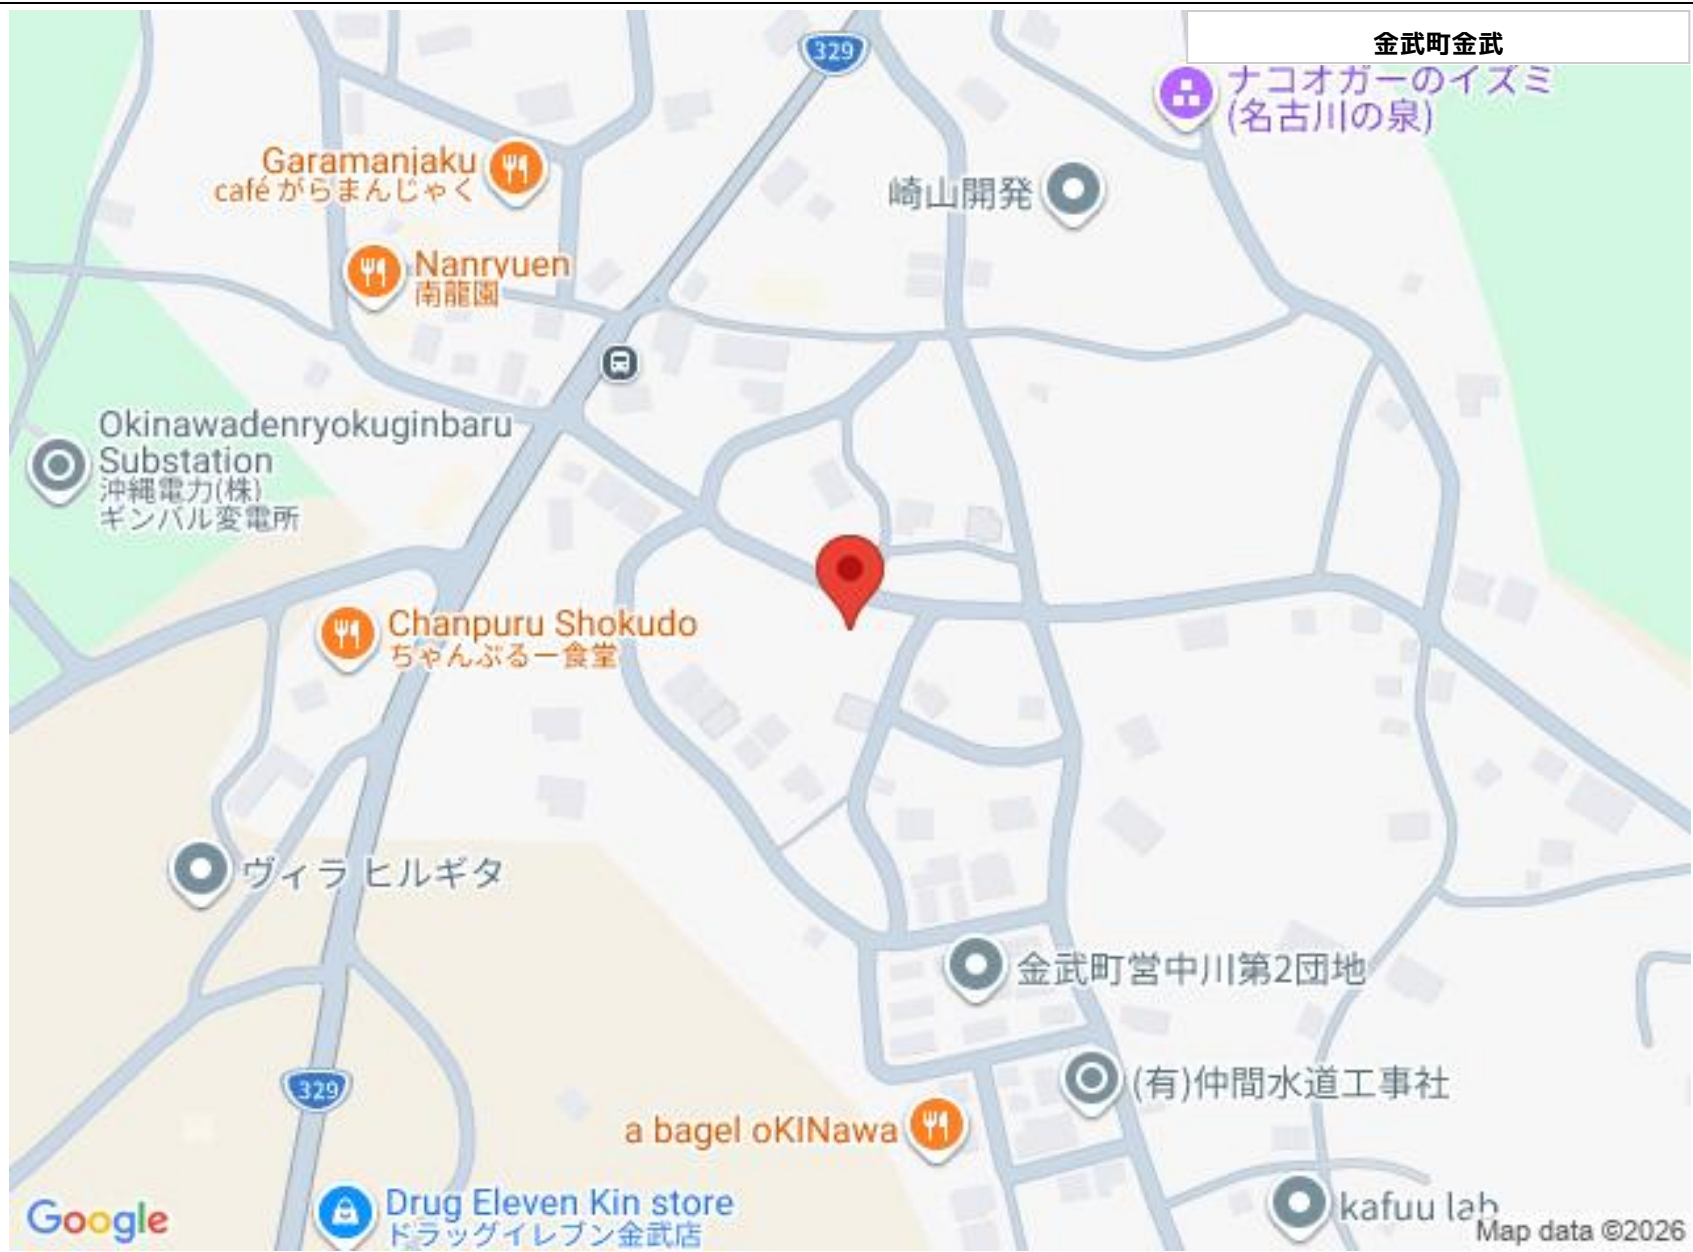 金武町金武
329
ナコオガーのイズミ
(名古川の泉)
Garamanjaku
café がらまんじゃく
崎山開発
Nanryuen
南龍園
Okinawadenryokuginbaru
Substation
沖縄電力(株)
ギンバル変電所
Chanpuru Shokudo
ちゃんぷるー食堂
ヴィラ ヒルギタ
金武町営中川第2団地
329
(有)仲間水道工事社
a bagel oKINawa
Drug Eleven Kin store
ドラッグイレブン金武店
kafuu lab
Google
Map data ©2026